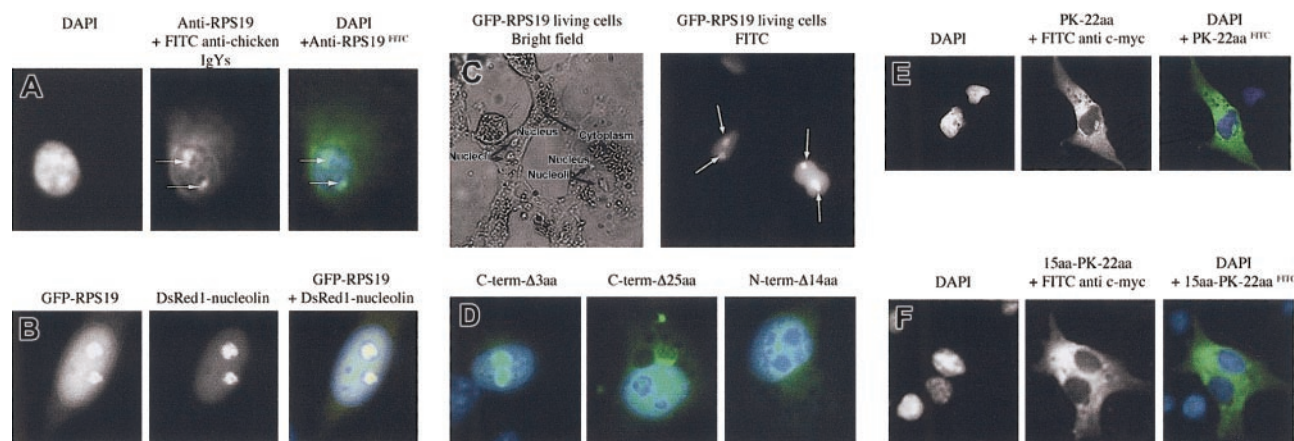 DAPI
Anti-RPS19
+ FITC anti-chicken
IgYs
DAPI
+Anti-RPS19 FITC
A
GFP-RPS19
DsRed1-nucleolin
GFP-RPS19
+ DsRed1-nucleolin
B
GFP-RPS19 living cells
Bright field
GFP-RPS19 living cells
FITC
C
Nucleus
Cytoplasm
Nucleoli
Nucleus
Nucleoli
C-term-Δ3aa
C-term-Δ25aa
N-term-Δ14aa
D
DAPI
PK-22aa
+ FITC anti c-myc
DAPI
+ PK-22aa FITC
E
DAPI
15aa-PK-22aa
+ FITC anti c-myc
DAPI
+ 15aa-PK-22aa FITC
F